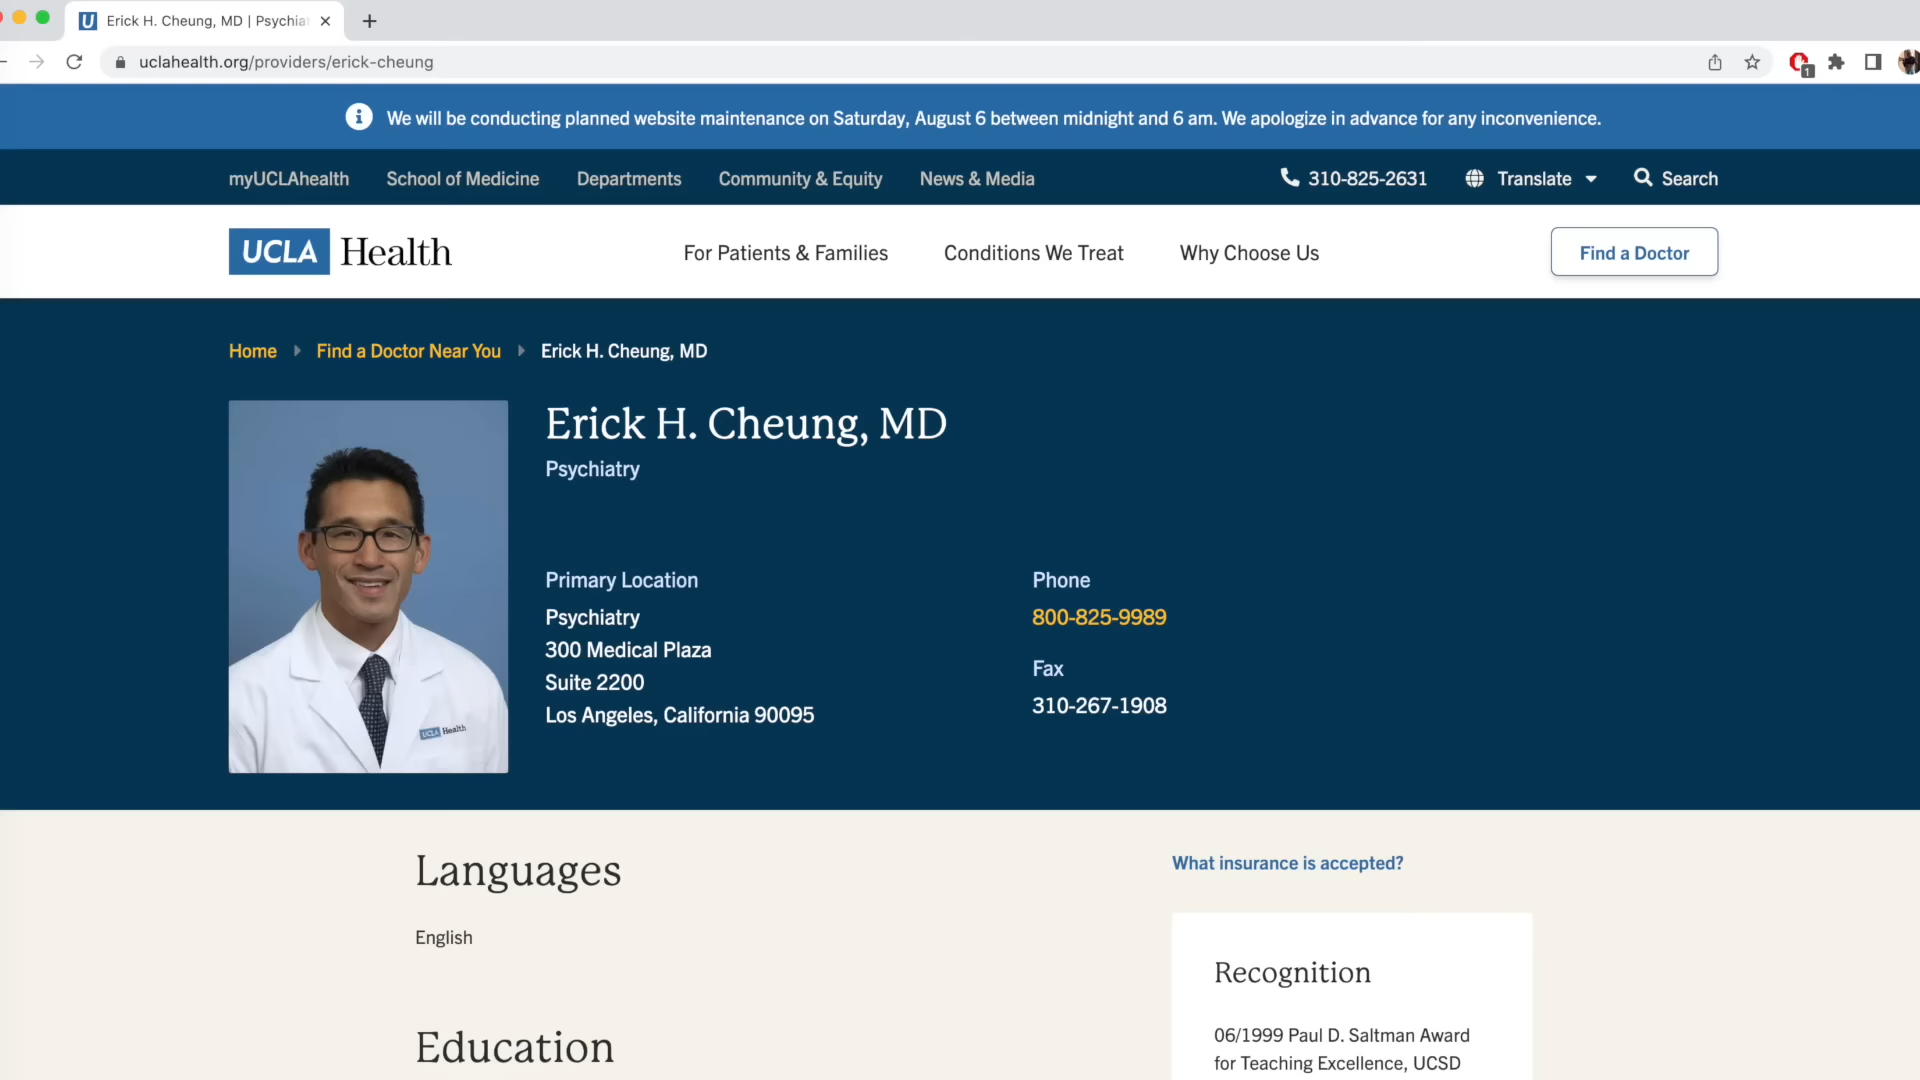 Erick H. Cheung, MD | Psychia
uclahealth.org/providers/erick-cheung
1
We will be conducting planned website maintenance on Saturday, August 6 between midnight and 6 am. We apologize in advance for any inconvenience.
myUCLAhealth School of Medicine Departments Community & Equity News & Media 310-825-2631 Translate Search
UCLA Health For Patients & Families Conditions We Treat Why Choose Us Find a Doctor
Home Find a Doctor Near You Erick H. Cheung, MD
Erick H. Cheung, MD
Psychiatry
Primary Location
Psychiatry
300 Medical Plaza
Suite 2200
Los Angeles, California 90095
Phone
800-825-9989
Fax
310-267-1908
UCLA Health
Languages
English
Education
What insurance is accepted?
Recognition
06/1999 Paul D. Saltman Award
for Teaching Excellence, UCSD